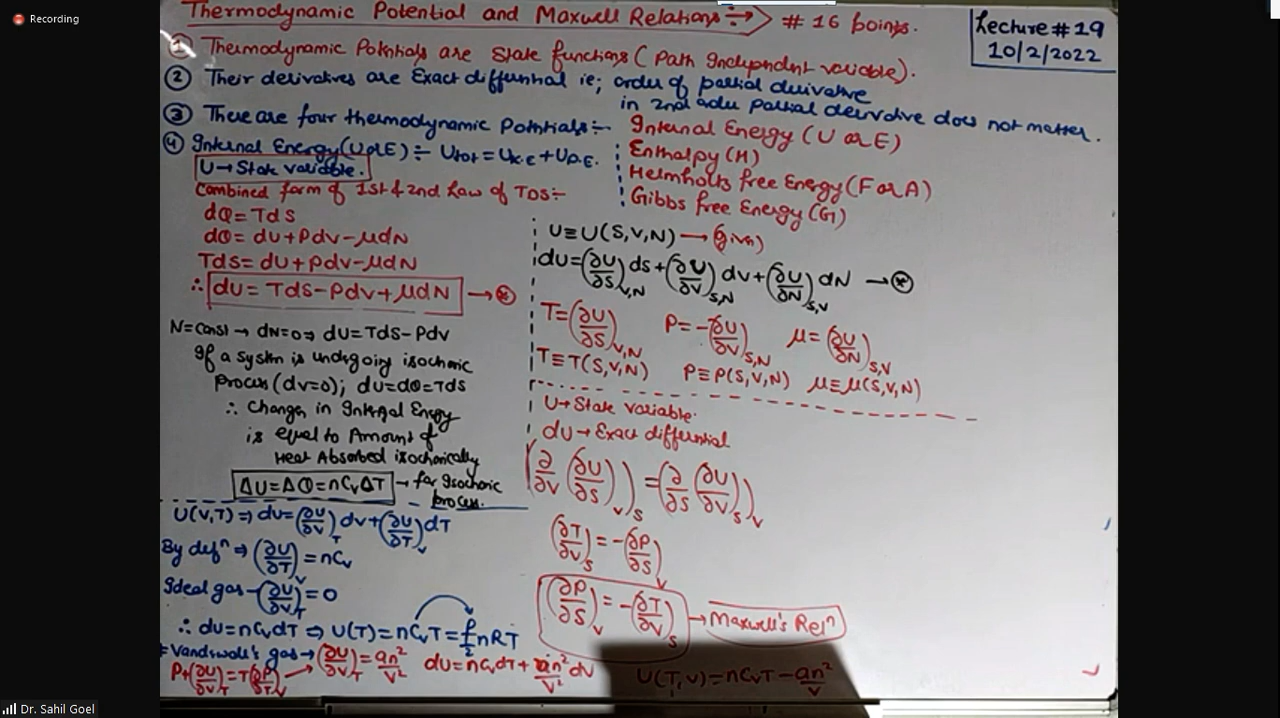 Recording
Thermodynamic Potential and Maxwell Relations ÷→ # 16 points.
Lecture # 19
10/2/2022
① Thermodynamic Potentials are State functions (Path Independent variable).
② Their derivatives are Exact differential ie; order of partial derivative
in 2nd order partial derivative does not matter.
③ There are four thermodynamic Potentials:-
Internal Energy (U or E)
Enthalpy (H)
Helmholts free Energy (F or A)
Gibbs free Energy (G)
④ Internal Energy (U or E) ÷ Utot = UK.E + UP.E.
U → State variable.
Combined form of 1st & 2nd Law of TDS:-
dQ = TdS
dQ = dU + PdV - μdN
TdS = dU + PdV - μdN
∴ dU = TdS - PdV + μdN → ⊛
N = const → dN = 0 ⇒ dU = TdS - PdV
If a system is undergoing isochoric
Process (dV=0); dU = dQ = TdS
∴ Change in Integral Energy
is equal to Amount of
Heat Absorbed isochorically
ΔU = ΔQ = nCvΔT → for Isochoric
process.
U(V,T) ⇒ dU = (∂U/∂V)T dV + (∂U/∂T)V dT
By defn ⇒ (∂U/∂T)V = nCv
Ideal gas - (∂U/∂V)T = 0
∴ dU = nCvdT ⇒ U(T) = nCvT = f/2 nRT
Vandswall's gas → (∂U/∂V)T = an²/V² dU = nCvdT + an²/V² dV U(T,V) = nCvT - an²/V
P + (∂U/∂V)T = T(∂P/∂T)V
U ≡ U(S,V,N) → (given)
dU = (∂U/∂S)V,N dS + (∂U/∂V)S,N dV + (∂U/∂N)S,V dN → ⊛
T = (∂U/∂S)V,N P = -(∂U/∂V)S,N μ = (∂U/∂N)S,V
T ≡ T(S,V,N) P ≡ P(S,V,N) μ ≡ μ(S,V,N)
U → State variable.
dU → Exact differential
(∂/∂V (∂U/∂S)V)S = (∂/∂S (∂U/∂V)S)V
(∂T/∂V)S = -(∂P/∂S)V
(∂P/∂S)V = -(∂T/∂V)S → Maxwell's Reln
Dr. Sahil Goel